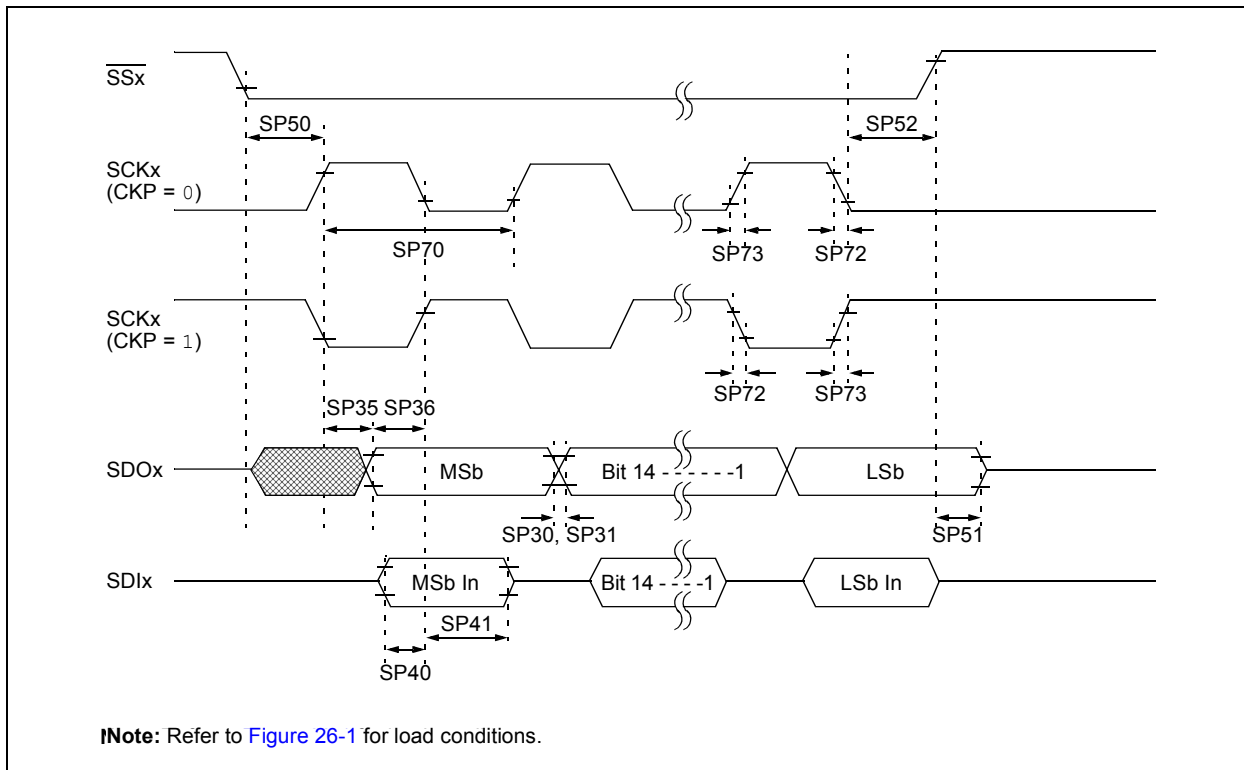 SSx
SP50
SP52
SCKx
(CKP = 0)
SP70
SP73
SP72
SCKx
(CKP = 1)
SP72
SP73
SP35
SP36
SDOx
MSb
Bit 14 - - - - - - -1
LSb
SP30, SP31
SP51
SDIx
MSb In
Bit 14 - - - - -1
LSb In
SP41
SP40
Note: Refer to Figure 26-1 for load conditions.